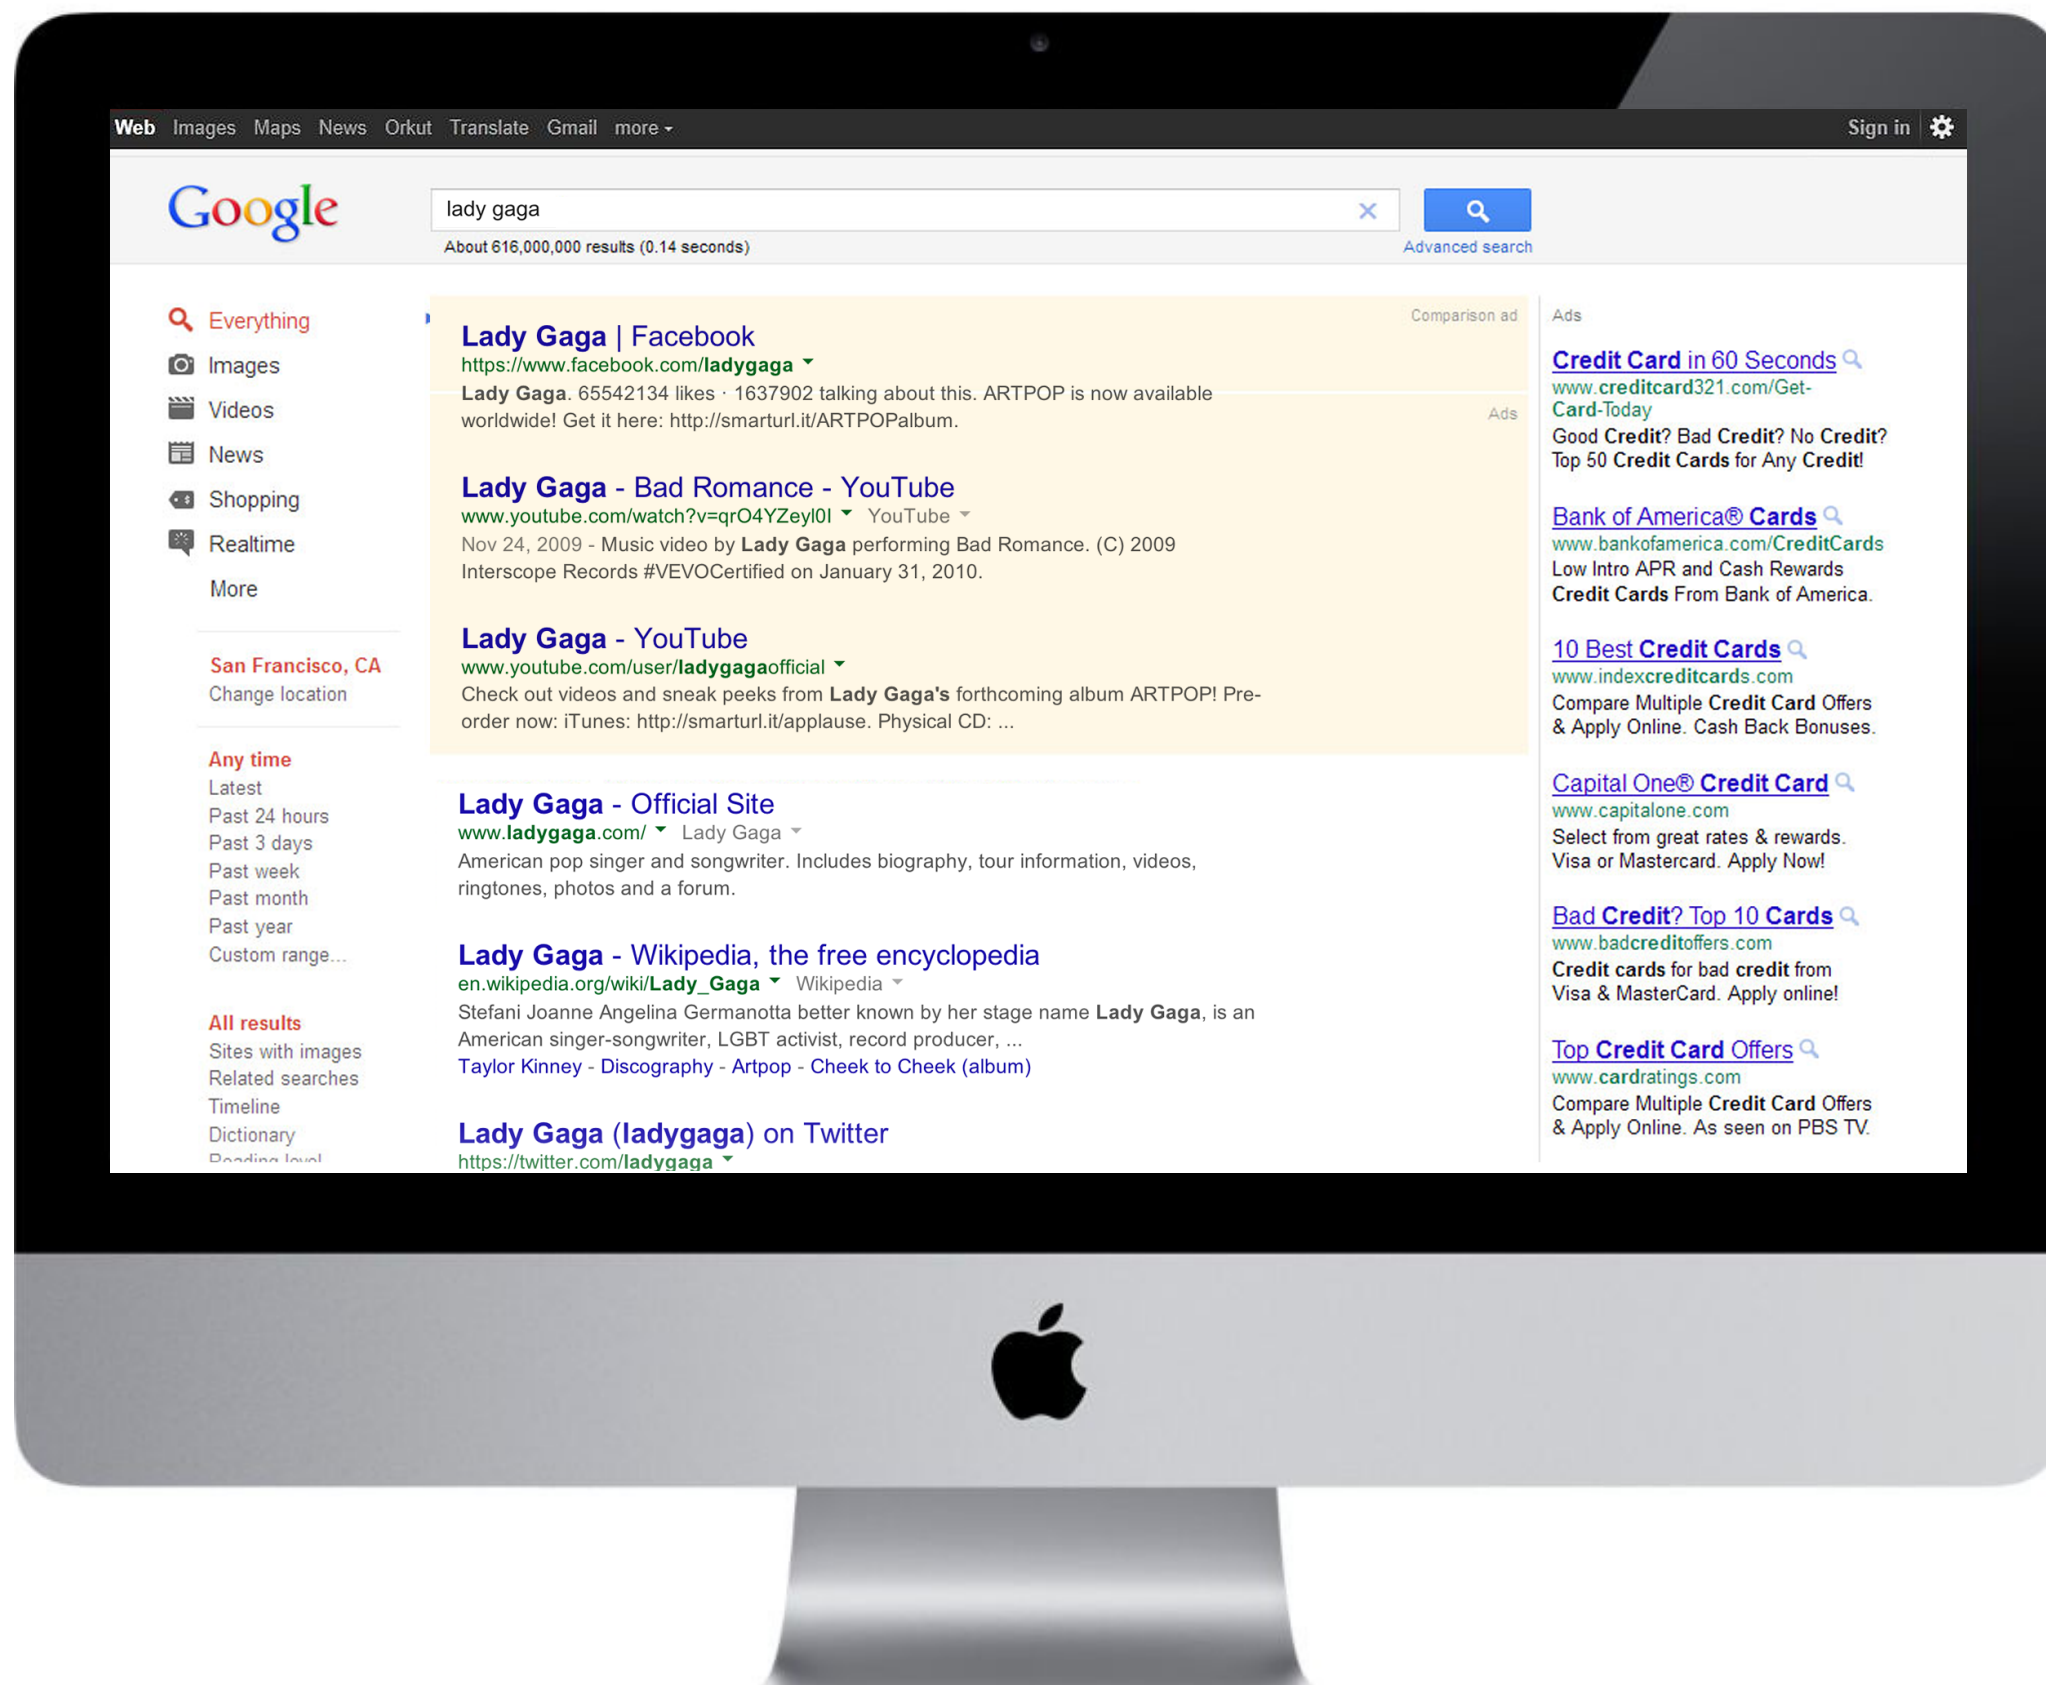 Web Images Maps News Orkut Translate Gmail more
Sign in
Google
lady gaga
About 616,000,000 results (0.14 seconds)
Advanced search
Everything
Images
Videos
News
Shopping
Realtime
More
San Francisco, CA
Change location
Any time
Latest
Past 24 hours
Past 3 days
Past week
Past month
Past year
Custom range...
All results
Sites with images
Related searches
Timeline
Dictionary
Reading level
Comparison ad
Lady Gaga | Facebook
https://www.facebook.com/ladygaga
Lady Gaga. 65542134 likes · 1637902 talking about this. ARTPOP is now available
worldwide! Get it here: http://smarturl.it/ARTPOPalbum.
Ads
Lady Gaga - Bad Romance - YouTube
www.youtube.com/watch?v=qrO4YZeyl0I YouTube
Nov 24, 2009 - Music video by Lady Gaga performing Bad Romance. (C) 2009
Interscope Records #VEVOCertified on January 31, 2010.
Lady Gaga - YouTube
www.youtube.com/user/ladygagaofficial
Check out videos and sneak peeks from Lady Gaga's forthcoming album ARTPOP! Pre-
order now: iTunes: http://smarturl.it/applause. Physical CD: ...
Lady Gaga - Official Site
www.ladygaga.com/ Lady Gaga
American pop singer and songwriter. Includes biography, tour information, videos,
ringtones, photos and a forum.
Lady Gaga - Wikipedia, the free encyclopedia
en.wikipedia.org/wiki/Lady_Gaga Wikipedia
Stefani Joanne Angelina Germanotta better known by her stage name Lady Gaga, is an
American singer-songwriter, LGBT activist, record producer, ...
Taylor Kinney - Discography - Artpop - Cheek to Cheek (album)
Lady Gaga (ladygaga) on Twitter
https://twitter.com/ladygaga
Ads
Credit Card in 60 Seconds
www.creditcard321.com/Get-
Card-Today
Good Credit? Bad Credit? No Credit?
Top 50 Credit Cards for Any Credit!
Bank of America® Cards
www.bankofamerica.com/CreditCards
Low Intro APR and Cash Rewards
Credit Cards From Bank of America.
10 Best Credit Cards
www.indexcreditcards.com
Compare Multiple Credit Card Offers
& Apply Online. Cash Back Bonuses.
Capital One® Credit Card
www.capitalone.com
Select from great rates & rewards.
Visa or Mastercard. Apply Now!
Bad Credit? Top 10 Cards
www.badcreditoffers.com
Credit cards for bad credit from
Visa & MasterCard. Apply online!
Top Credit Card Offers
www.cardratings.com
Compare Multiple Credit Card Offers
& Apply Online. As seen on PBS TV.